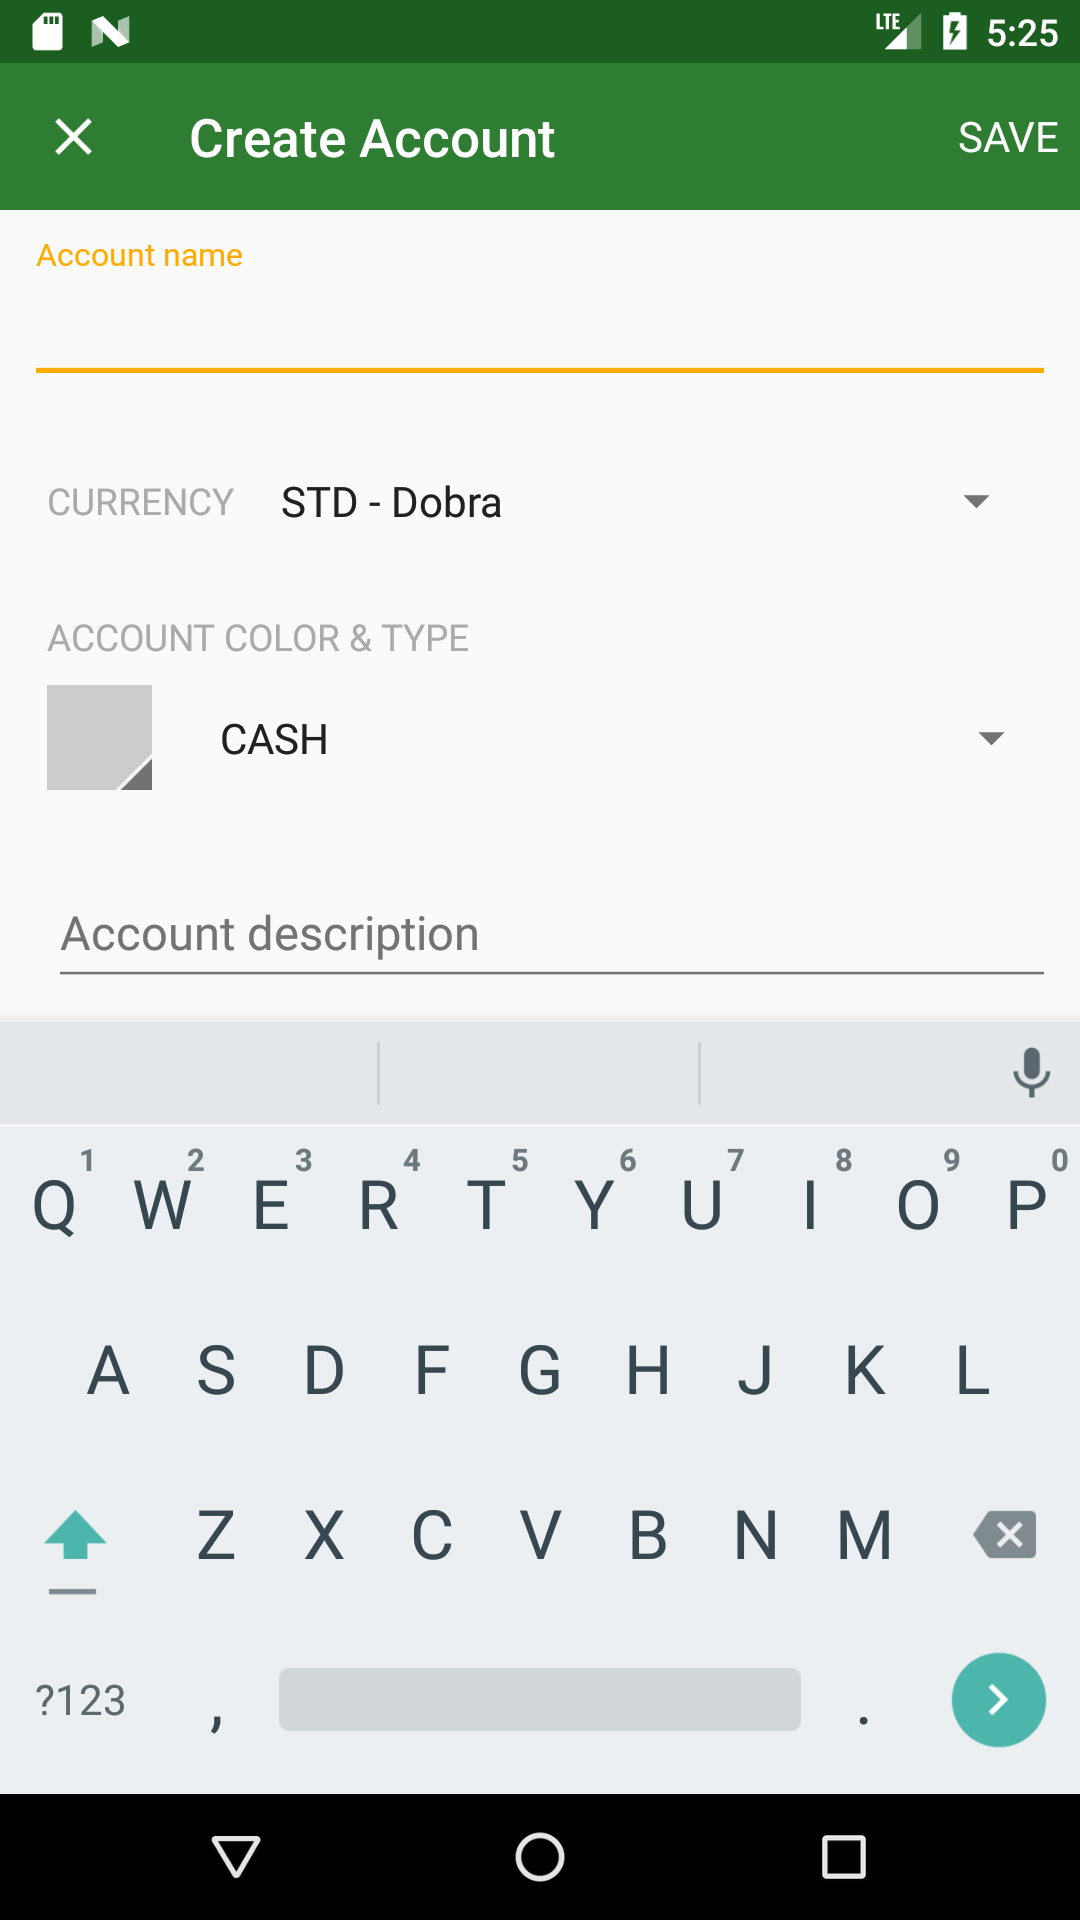 LTE 5:25
Create Account SAVE
Account name
CURRENCY STD - Dobra
ACCOUNT COLOR & TYPE
CASH
Account description
1 2 3 4 5 6 7 8 9 0
Q W E R T Y U I O P
A S D F G H J K L
Z X C V B N M
?123 , .